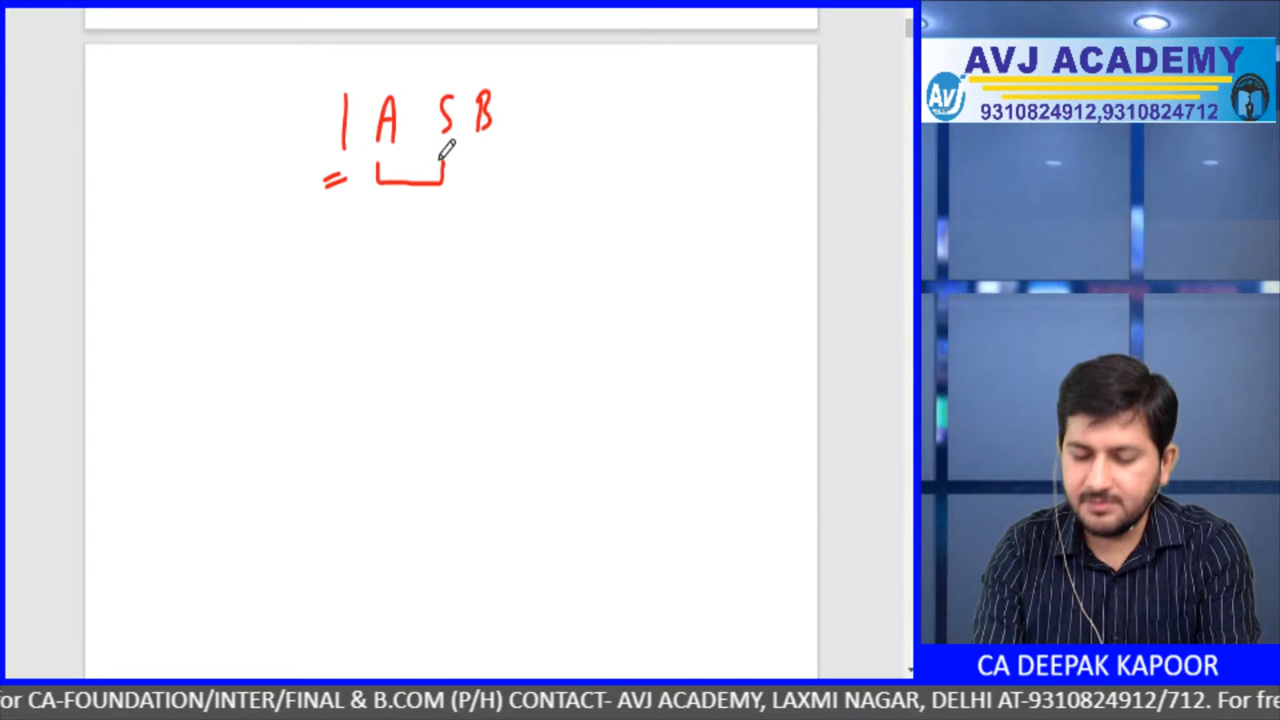 I A S B
AVJ ACADEMY
AV
9310824912,9310824712
CA DEEPAK KAPOOR
or CA-FOUNDATION/INTER/FINAL & B.COM (P/H) CONTACT- AVJ ACADEMY, LAXMI NAGAR, DELHI AT-9310824912/712. For fre